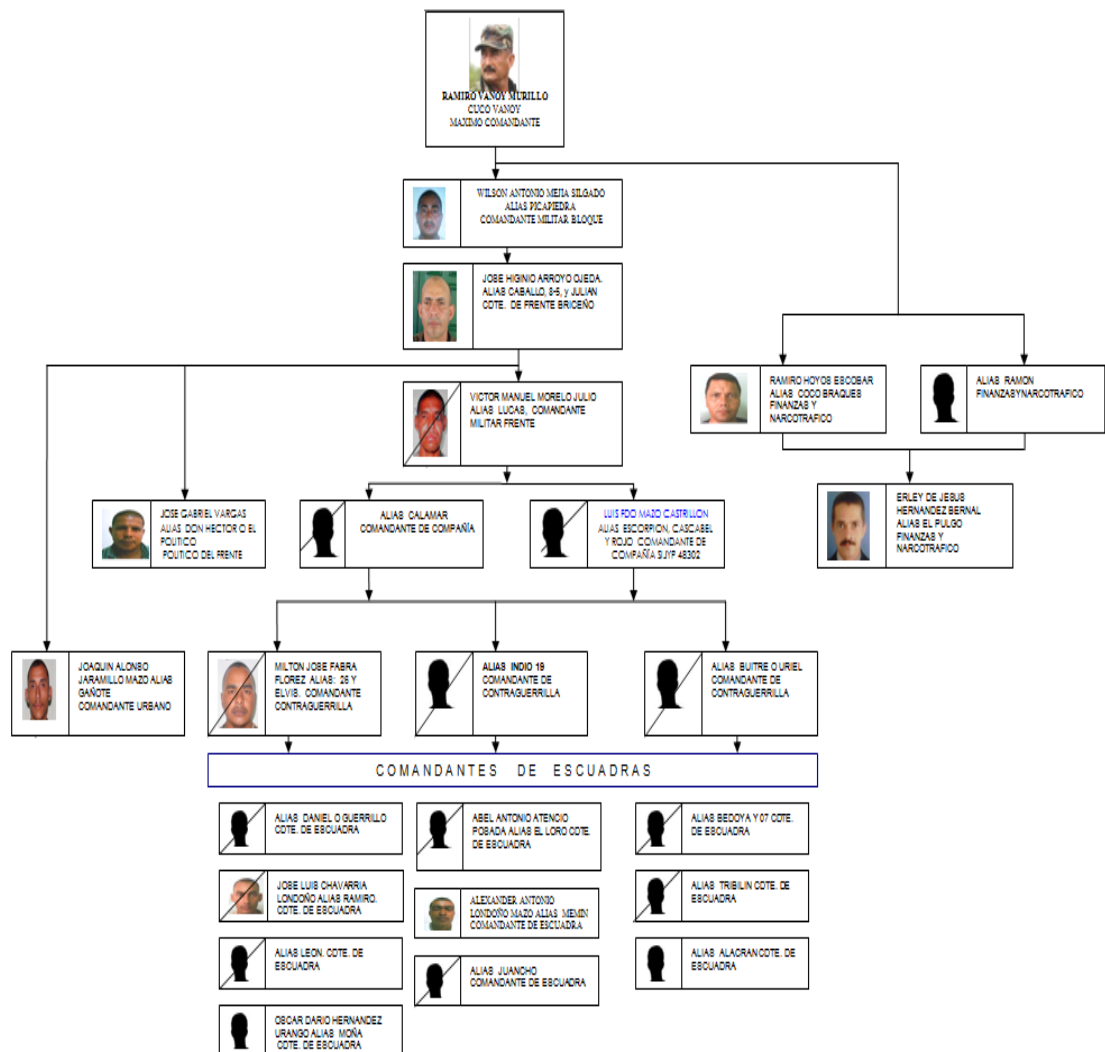 RAMIRO VANOY MURILLO
CUCO VANOY
MAXIMO COMANDANTE
WILSON ANTONIO MEJIA SILGADO
ALIAS PICAPIEDRA
COMANDANTE MILITAR BLOQUE
JOSE HIGINIO ARROYO OJEDA.
ALIAS CABALLO, 8-5, y JULIAN
CDTE. DE FRENTE BRICEÑO
VICTOR MANUEL MORELO JULIO
ALIAS LUCAS, COMANDANTE
MILITAR FRENTE
RAMIRO HOYOS ESCOBAR
ALIAS COCO BRAQUES
FINANZAS Y
NARCOTRAFICO
ALIAS RAMON
FINANZASYNARCOTRAFICO
JOSE GABRIEL VARGAS
ALIAS DON HECTOR O EL
POLITICO
POLITICO DEL FRENTE
ALIAS CALAMAR
COMANDANTE DE COMPAÑÍA
LUIS FDO MAZO CASTRILLON
ALIAS ESCORPION, CASCABEL
Y ROJO COMANDANTE DE
COMPAÑÍA SIJYP 48302
ERLEY DE JESUS
HERNANDEZ BERNAL
ALIAS EL PULGO
FINANZAS Y
NARCOTRAFICO
JOAQUIN ALONSO
JARAMILLO MAZO ALIAS
GAÑOTE
COMANDANTE URBANO
MILTON JOSE FABRA
FLOREZ ALIAS: 26 Y
ELVIS. COMANDANTE
CONTRAGUERRILLA
ALIAS INDIO 19
COMANDANTE DE
CONTRAGUERRILLA
ALIAS BUITRE O URIEL
COMANDANTE DE
CONTRAGUERRILLA
COMANDANTES DE ESCUADRAS
ALIAS DANIEL O GUERRILLO
CDTE. DE ESCUADRA
JOSE LUIS CHAVARRIA
LONDOÑO ALIAS RAMIRO.
CDTE. DE ESCUADRA
ALIAS LEON. CDTE. DE
ESCUADRA
OSCAR DARIO HERNANDEZ
URANGO ALIAS MOÑA
CDTE. DE ESCUADRA
ABEL ANTONIO ATENCIO
POSADA ALIAS EL LORO CDTE.
DE ESCUADRA
ALEXANDER ANTONIO
LONDOÑO MAZO ALIAS MEMIN
COMANDANTE DE ESCUADRA
ALIAS JUANCHO
COMANDANTE DE ESCUADRA
ALIAS BEDOYA Y 07 CDTE.
DE ESCUADRA
ALIAS TRIBILIN CDTE. DE
ESCUADRA
ALIAS ALACRAN CDTE. DE
ESCUADRA